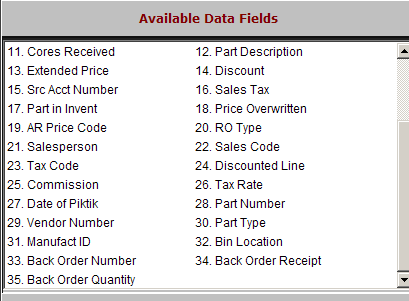 Available Data Fields
11. Cores Received 12. Part Description
13. Extended Price 14. Discount
15. Src Acct Number 16. Sales Tax
17. Part in Invent 18. Price Overwritten
19. AR Price Code 20. RO Type
21. Salesperson 22. Sales Code
23. Tax Code 24. Discounted Line
25. Commission 26. Tax Rate
27. Date of Piktik 28. Part Number
29. Vendor Number 30. Part Type
31. Manufact ID 32. Bin Location
33. Back Order Number 34. Back Order Receipt
35. Back Order Quantity